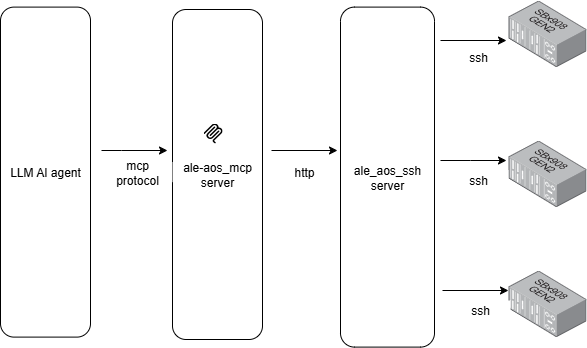 LLM AI agent
mcp
protocol
ale-aos_mcp
server
http
ale_aos_ssh
server
ssh
SBx908
GEN2
ssh
SBx908
GEN2
ssh
SBx908
GEN2